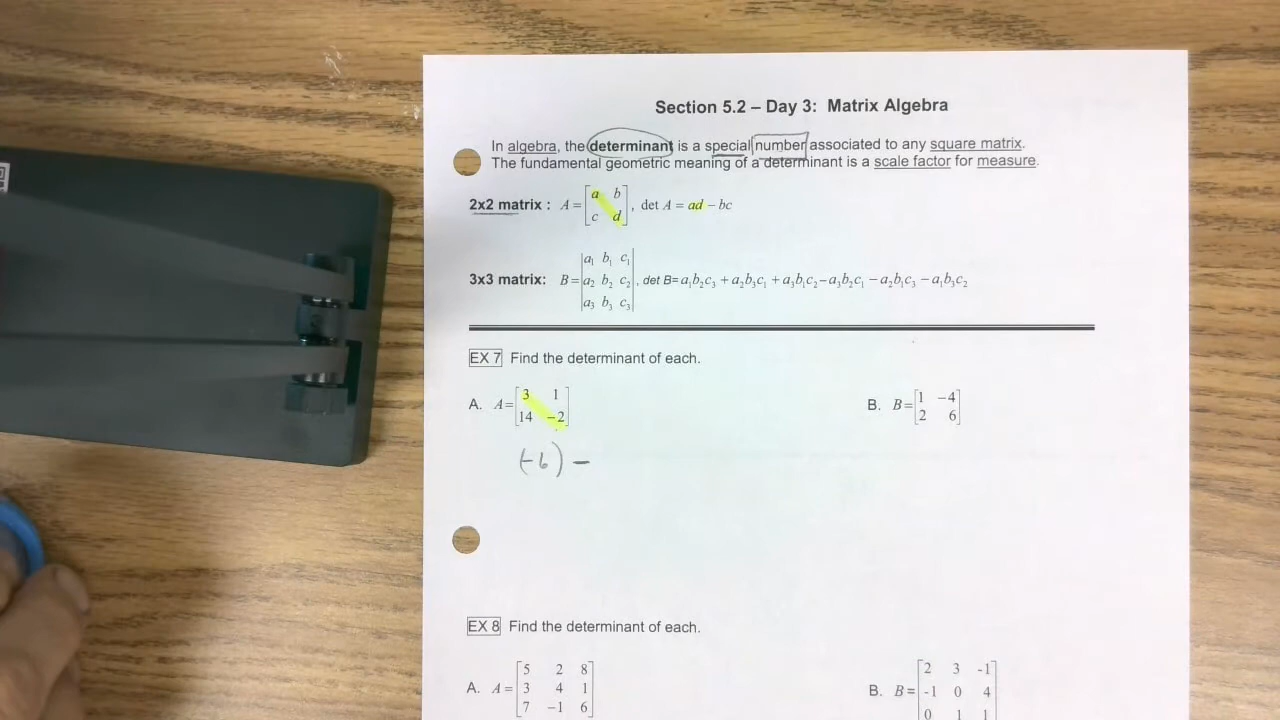 Section 5.2 – Day 3: Matrix Algebra
In algebra, the determinant is a special number associated to any square matrix.
The fundamental geometric meaning of a determinant is a scale factor for measure.
2x2 matrix : A = [a b; c d], det A = ad – bc
3x3 matrix: B = |a₁ b₁ c₁; a₂ b₂ c₂; a₃ b₃ c₃|, det B= a₁b₂c₃ + a₂b₃c₁ + a₃b₁c₂ – a₃b₂c₁ – a₂b₁c₃ – a₁b₃c₂
EX 7 Find the determinant of each.
A. A= [3 1; 14 –2]
B. B= [1 –4; 2 6]
(-6) –
EX 8 Find the determinant of each.
A. A = [5 2 8; 3 4 1; 7 –1 6]
B. B= [2 3 -1; -1 0 4; 0 1 1]